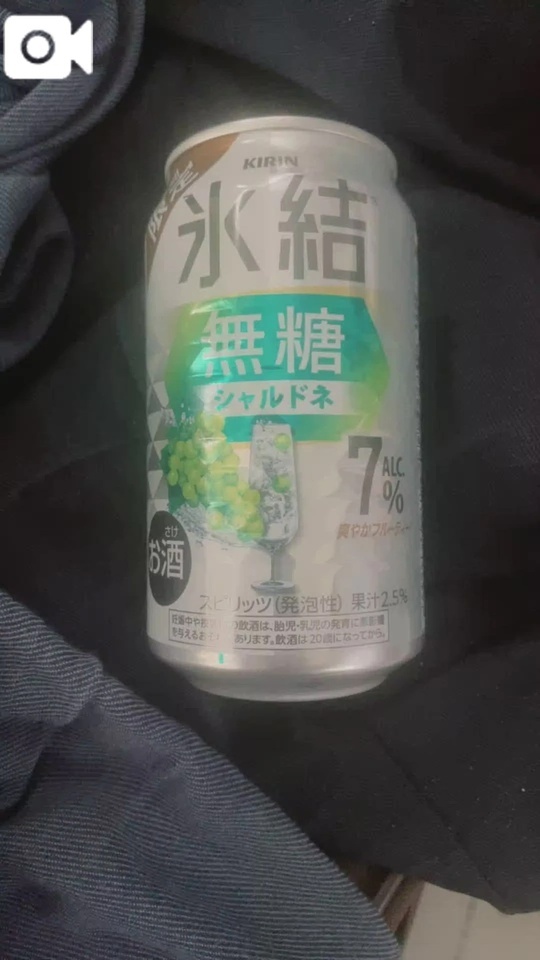 限定
KIRIN
氷結
無糖
シャルドネ
7 ALC. %
爽やかフルーティー
さけ
お酒
スピリッツ(発泡性) 果汁2.5%
妊娠中や授乳 の飲酒は、胎児・乳児の発育に悪影響
を与えるお あります。飲酒は20歳になってから。